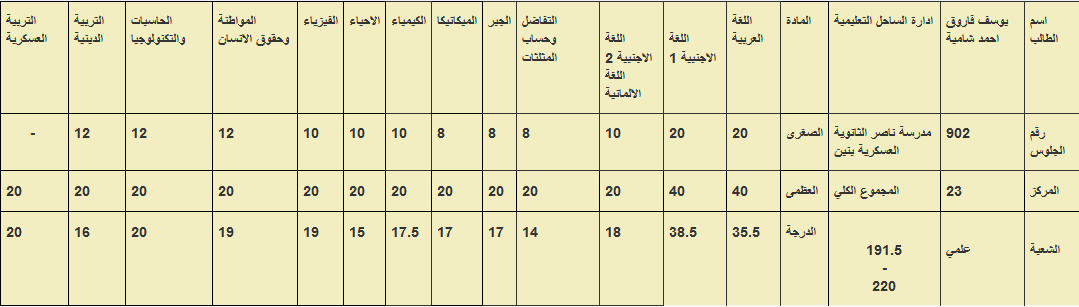 اسم الطالب	يوسف فاروق احمد شامية	ادارة الساحل التعليمية	المادة	اللغة العربية	اللغة الاجنبية 1	اللغة الاجنبية 2 اللغة الالمانية	التفاضل وحساب المثلثات	الجبر	الميكانيكا	الكيمياء	الاحياء	الفيزياء	المواطنة وحقوق الانسان	الحاسبات والتكنولوجيا	التربية الدينية	التربية العسكرية
رقم الجلوس	902	مدرسة ناصر الثانوية العسكرية بنين	الصغرى	20	20	10	8	8	8	10	10	10	12	12	12	-
المركز	23	المجموع الكلي	العظمى	40	40	20	20	20	20	20	20	20	20	20	20	20
الشعبة	علمي	191.5 - 220	الدرجة	35.5	38.5	18	14	17	17	17.5	15	19	19	20	16	20